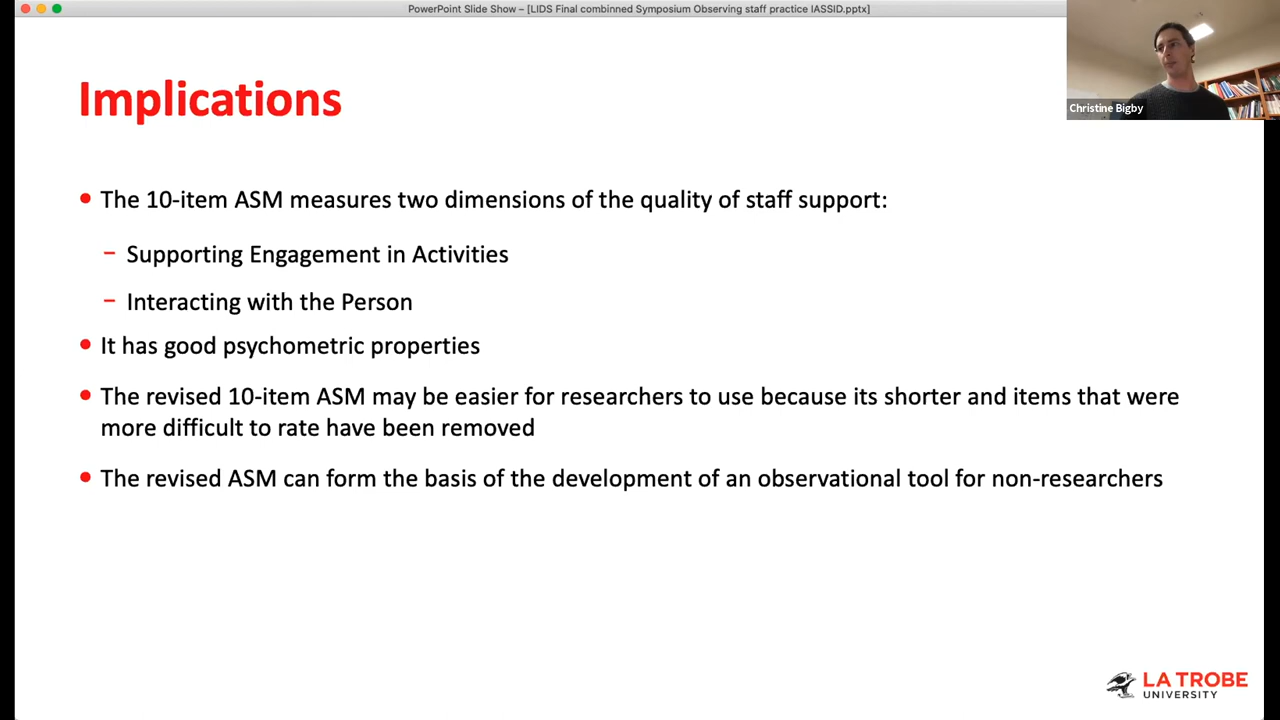 PowerPoint Slide Show – [LIDS Final combinned Symposium Observing staff practice IASSID.pptx]
Christine Bigby
Implications
• The 10-item ASM measures two dimensions of the quality of staff support:
– Supporting Engagement in Activities
– Interacting with the Person
• It has good psychometric properties
• The revised 10-item ASM may be easier for researchers to use because its shorter and items that were
more difficult to rate have been removed
• The revised ASM can form the basis of the development of an observational tool for non-researchers
LA TROBE
UNIVERSITY